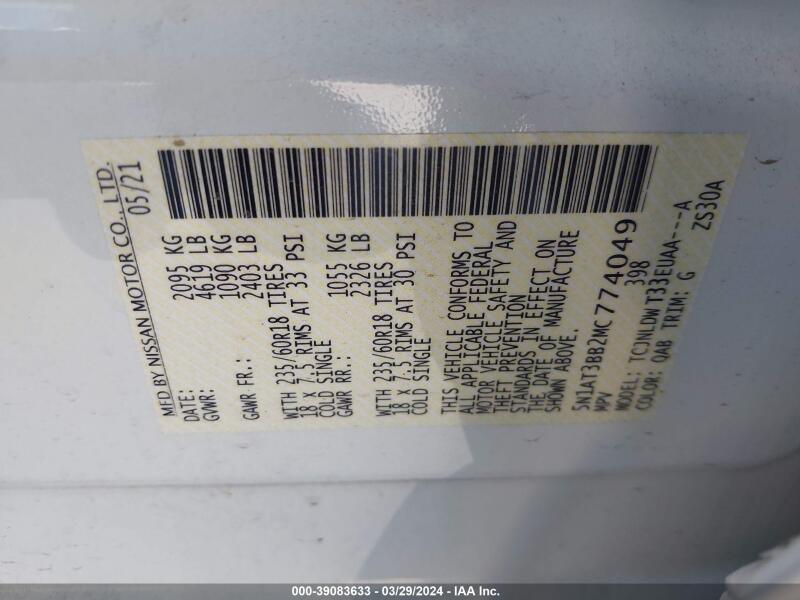 MFD BY NISSAN MOTOR CO., LTD.
DATE: 05/21
GVWR: 2095 KG
4619 LB
GAWR FR.: 1090 KG
2403 LB
WITH 235/60R18 TIRES
18 X 7.5 RIMS AT 33 PSI
COLD SINGLE
GAWR RR.: 1055 KG
2326 LB
WITH 235/60R18 TIRES
18 X 7.5 RIMS AT 30 PSI
COLD SINGLE
THIS VEHICLE CONFORMS TO
ALL APPLICABLE FEDERAL
MOTOR VEHICLE SAFETY AND
THEFT PREVENTION
STANDARDS IN EFFECT ON
THE DATE OF MANUFACTURE
SHOWN ABOVE.
5N1AT3BB2MC774049
MPV 398
MODEL: TCJNLDWT33EUAA----A
COLOR: QAB TRIM: G ZS30A
000-39083633 - 03/29/2024 - IAA Inc.